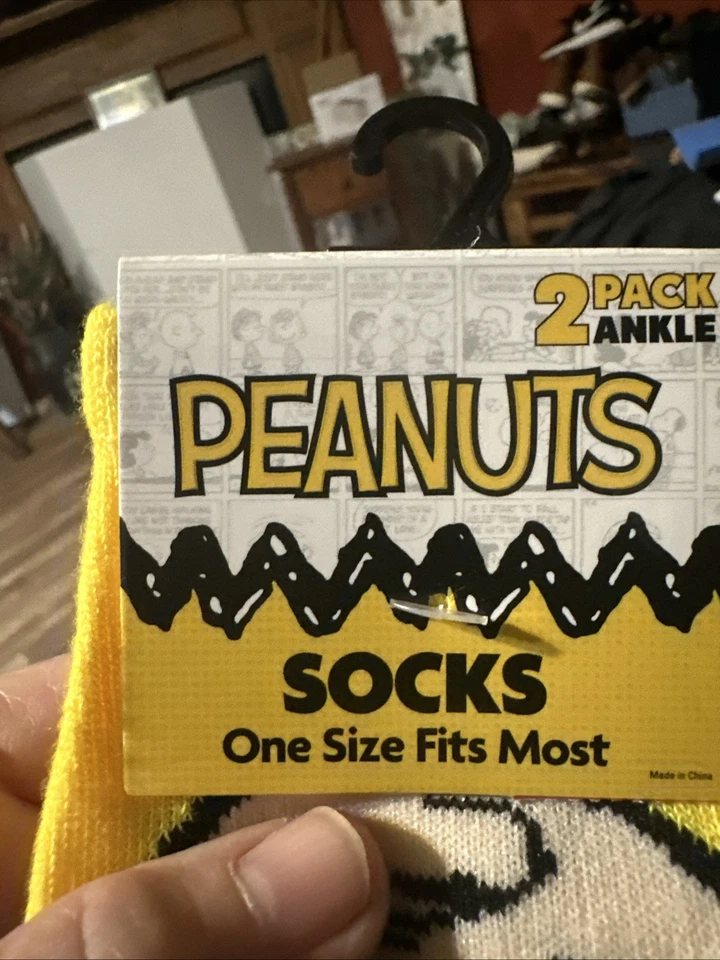 2 PACK
ANKLE
PEANUTS
SOCKS
One Size Fits Most
Made in China